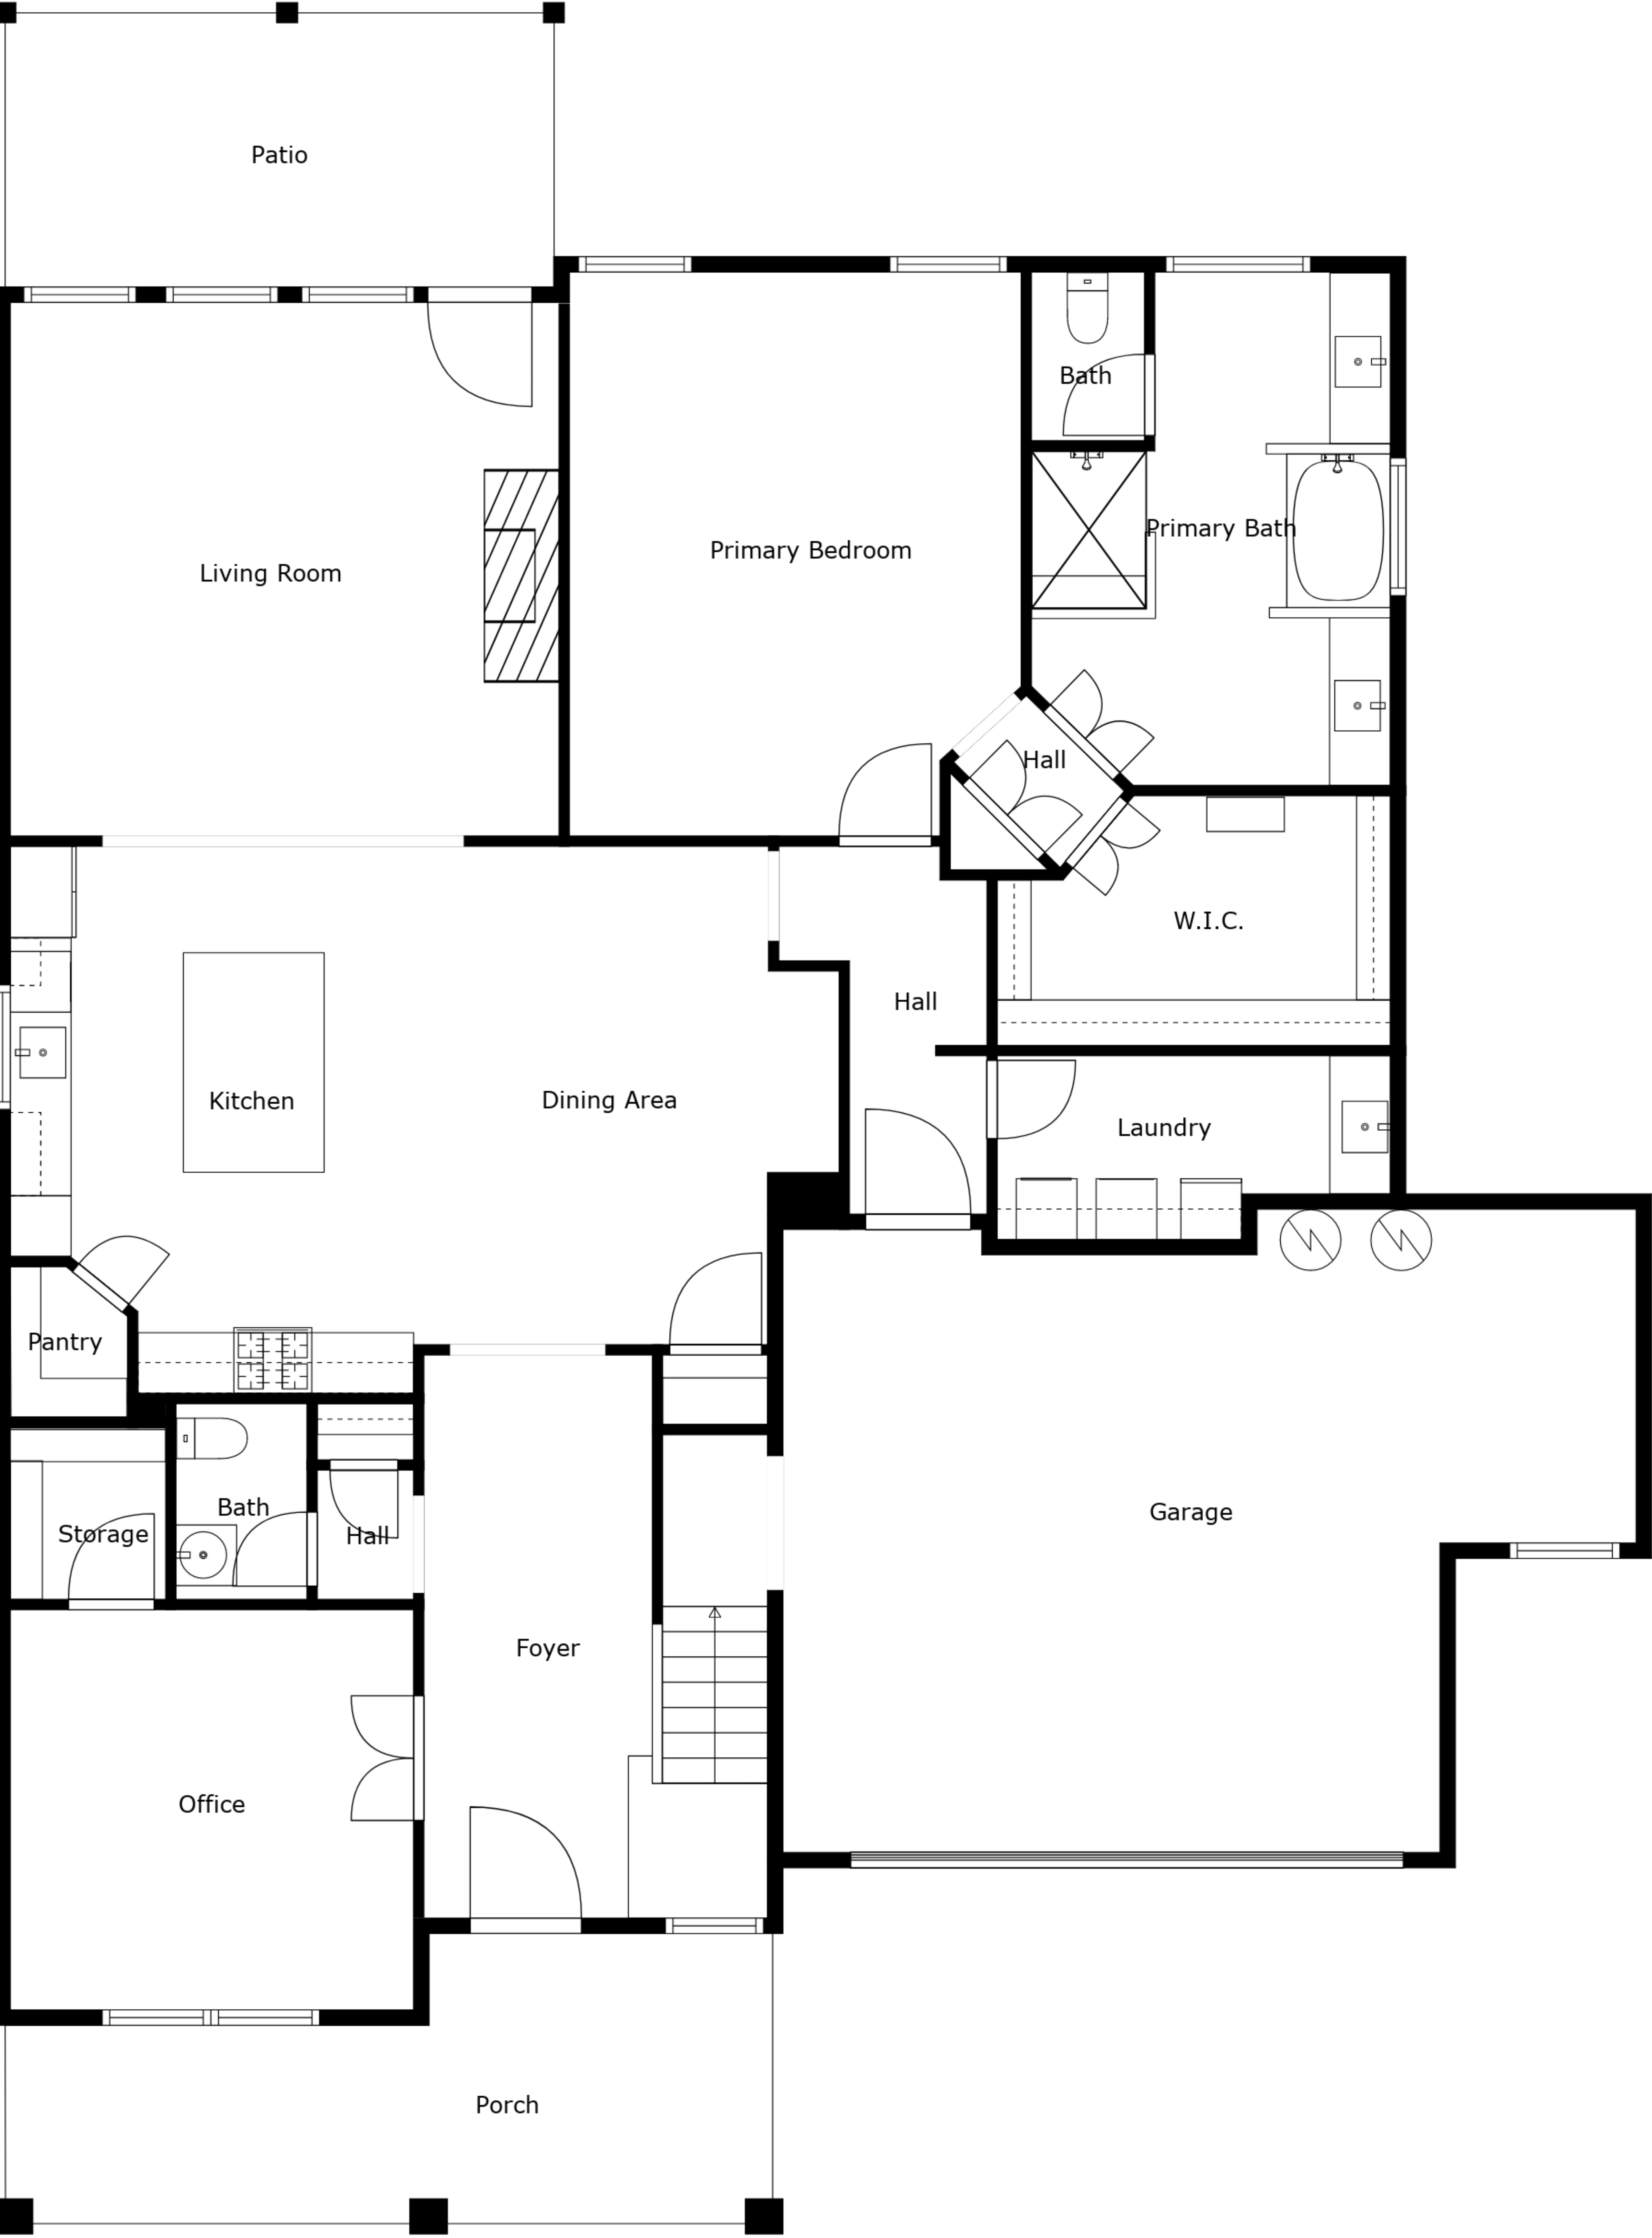 Patio
Bath
Primary Bath
Primary Bedroom
Living Room
Hall
W.I.C.
Hall
Kitchen
Dining Area
Laundry
Pantry
Bath
Garage
Storage
Hall
Foyer
Office
Porch